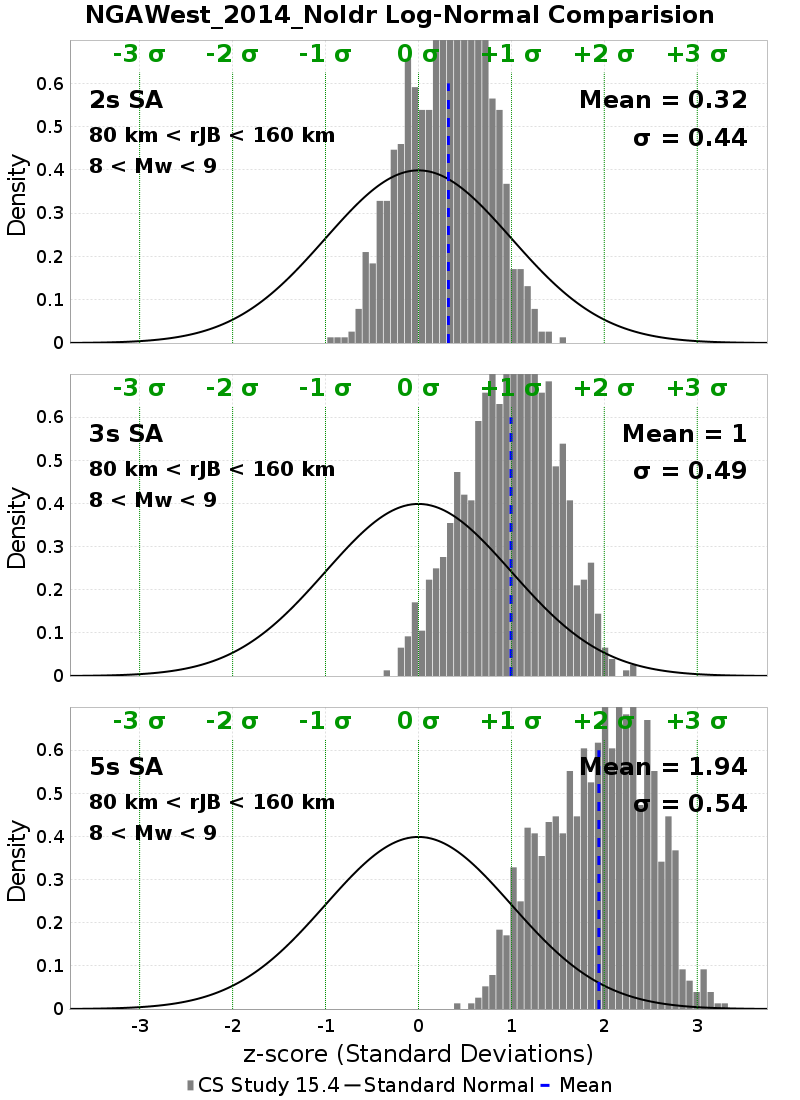 NGAWest_2014_NoIdr Log-Normal Comparision
-3 σ -2 σ -1 σ 0 σ +1 σ +2 σ +3 σ
2s SA
Mean = 0.32
80 km < rJB < 160 km
σ = 0.44
8 < Mw < 9
0.6
0.5
0.4
0.3
0.2
0.1
0
Density
-3 σ -2 σ -1 σ 0 σ +1 σ +2 σ +3 σ
3s SA
Mean = 1
80 km < rJB < 160 km
σ = 0.49
8 < Mw < 9
0.6
0.5
0.4
0.3
0.2
0.1
0
Density
-3 σ -2 σ -1 σ 0 σ +1 σ +2 σ +3 σ
5s SA
Mean = 1.94
80 km < rJB < 160 km
σ = 0.54
8 < Mw < 9
0.6
0.5
0.4
0.3
0.2
0.1
0
Density
-3 -2 -1 0 1 2 3
z-score (Standard Deviations)
CS Study 15.4 Standard Normal Mean